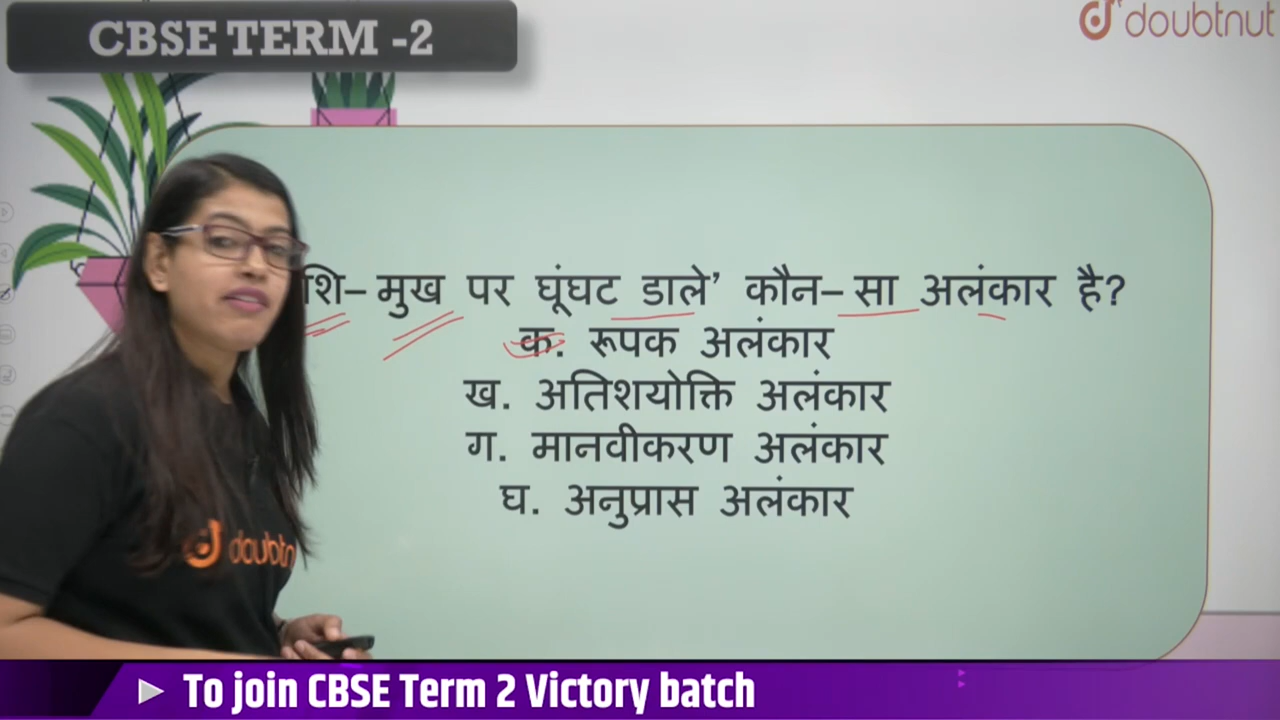 CBSE TERM -2
doubtnut
मुख पर घूंघट डाले’ कौन–सा अलंकार है?
क. रूपक अलंकार
ख. अतिशयोक्ति अलंकार
ग. मानवीकरण अलंकार
घ. अनुप्रास अलंकार
To join CBSE Term 2 Victory batch